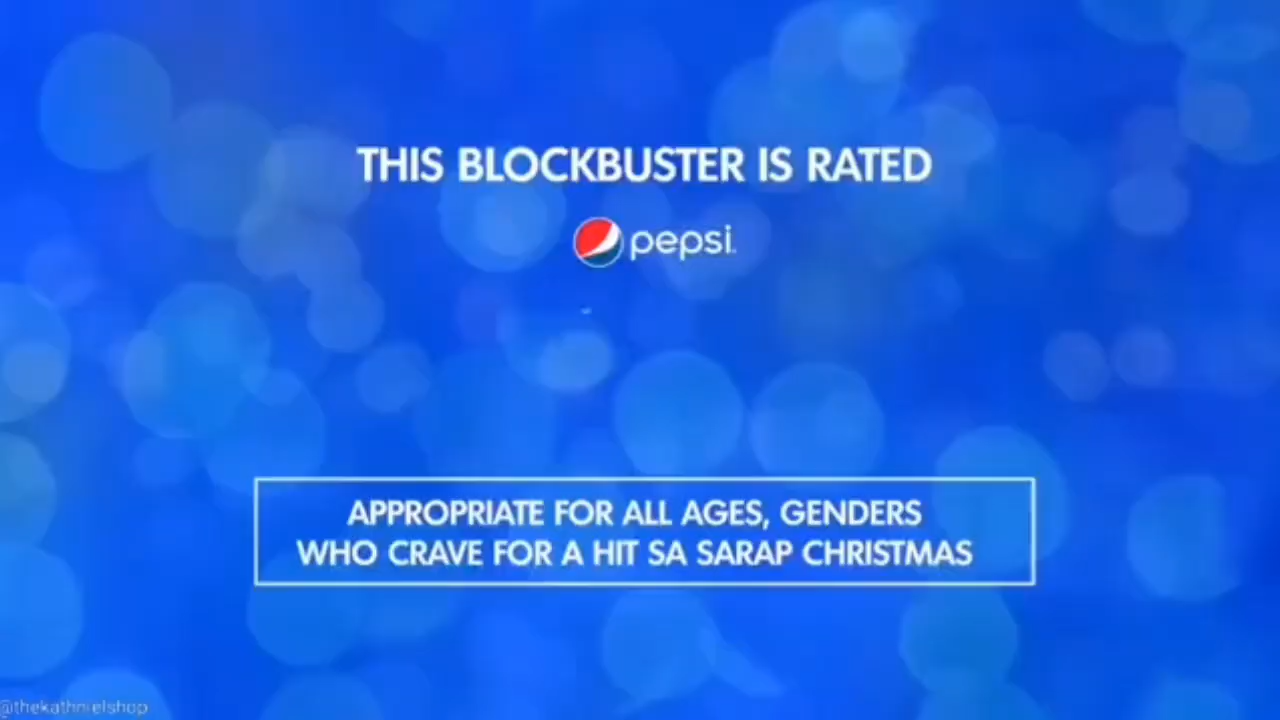 THIS BLOCKBUSTER IS RATED
pepsi
APPROPRIATE FOR ALL AGES, GENDERS
WHO CRAVE FOR A HIT SA SARAP CHRISTMAS
@thekathnielshop